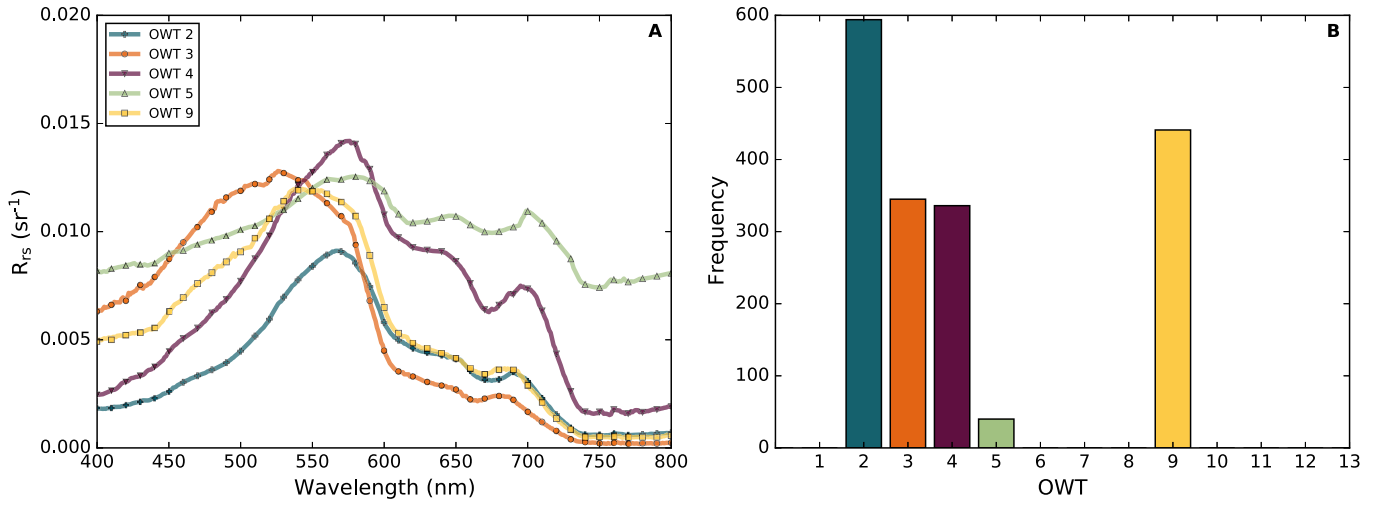 A
OWT 2
OWT 3
OWT 4
OWT 5
OWT 9
0.020
0.015
0.010
0.005
0.000
Rrs (sr-1)
400 450 500 550 600 650 700 750 800
Wavelength (nm)
B
600
500
400
300
200
100
0
Frequency
1 2 3 4 5 6 7 8 9 10 11 12 13
OWT